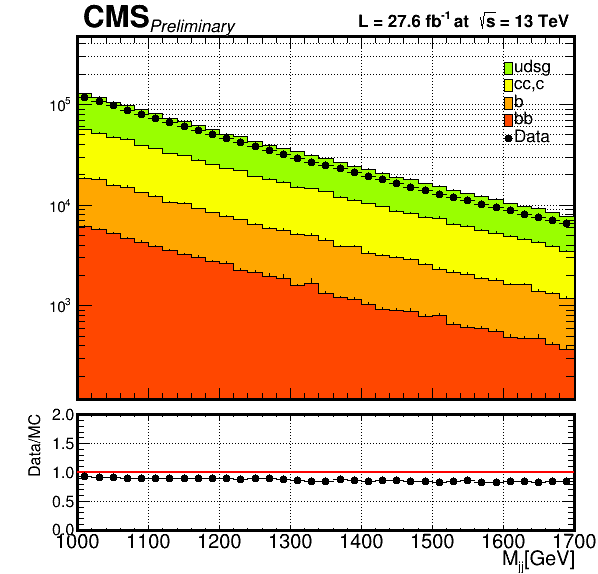 CMS Preliminary L = 27.6 fb⁻¹ at √s = 13 TeV
udsg
cc,c
b
bb
Data
10⁵
10⁴
10³
Data/MC
2.0
1.5
1.0
0.5
0.0
1000 1100 1200 1300 1400 1500 1600 1700
M_jj[GeV]